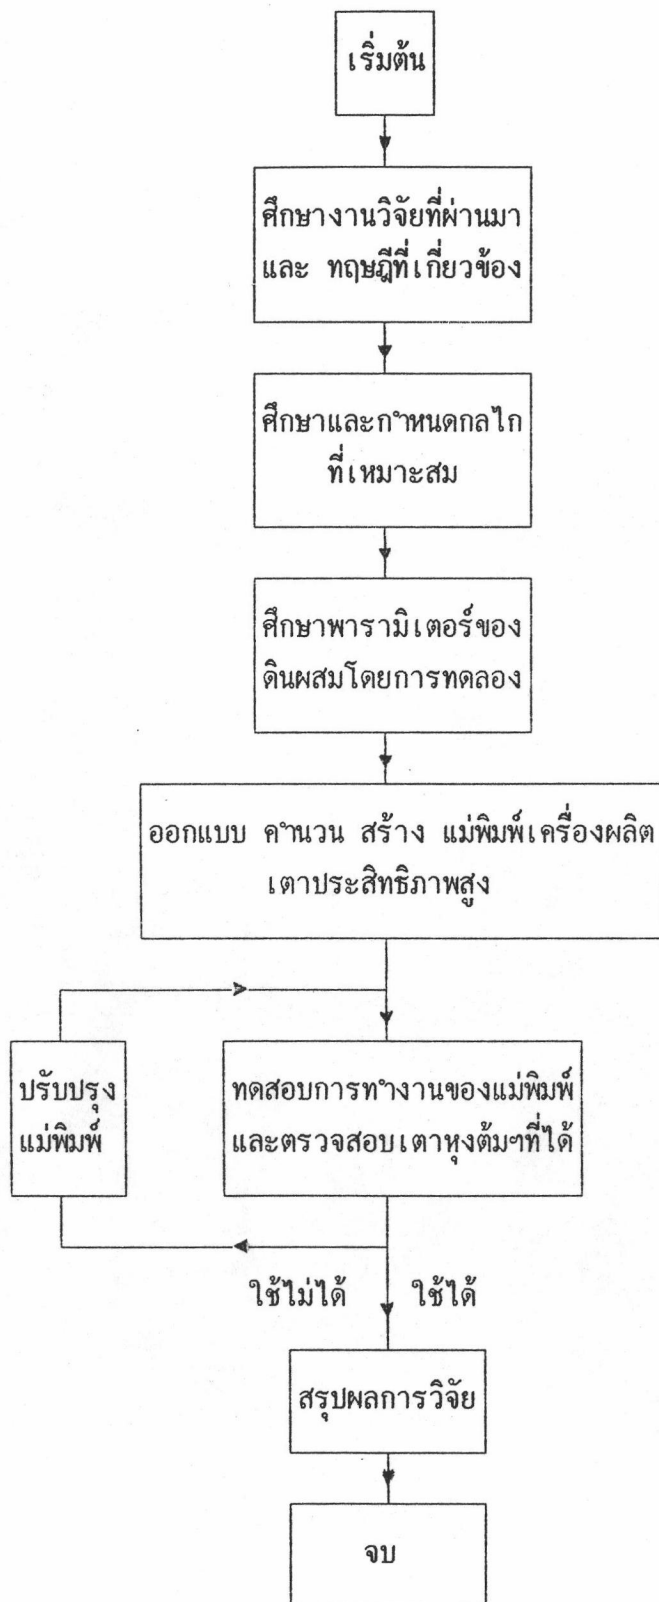 เริ่มต้น
ศึกษางานวิจัยที่ผ่านมา
และ ทฤษฎีที่เกี่ยวข้อง
ศึกษาและกำหนดกลไก
ที่เหมาะสม
ศึกษาพารามิเตอร์ของ
ดินผสมโดยการทดลอง
ออกแบบ คำนวน สร้าง แม่พิมพ์เครื่องผลิต
เตาประสิทธิภาพสูง
ปรับปรุง
แม่พิมพ์
ทดสอบการทำงานของแม่พิมพ์
และตรวจสอบเตาหุงต้มฯที่ได้
ใช้ไม่ได้ ใช้ได้
สรุปผลการวิจัย
จบ